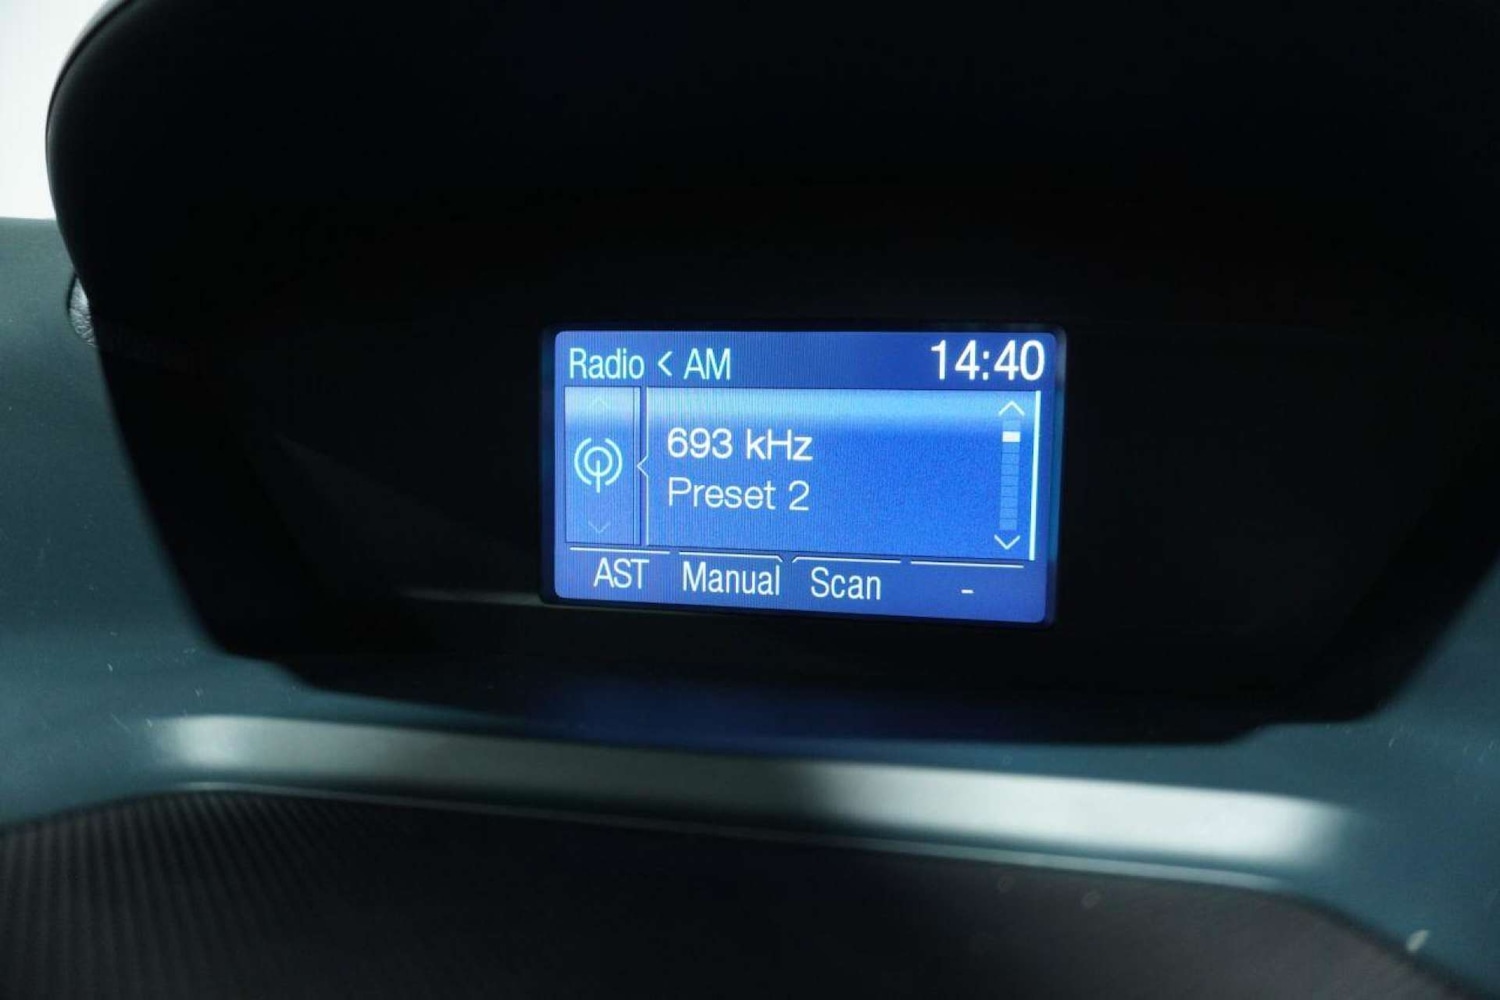 Radio < AM 14:40
693 kHz
Preset 2
AST Manual Scan -